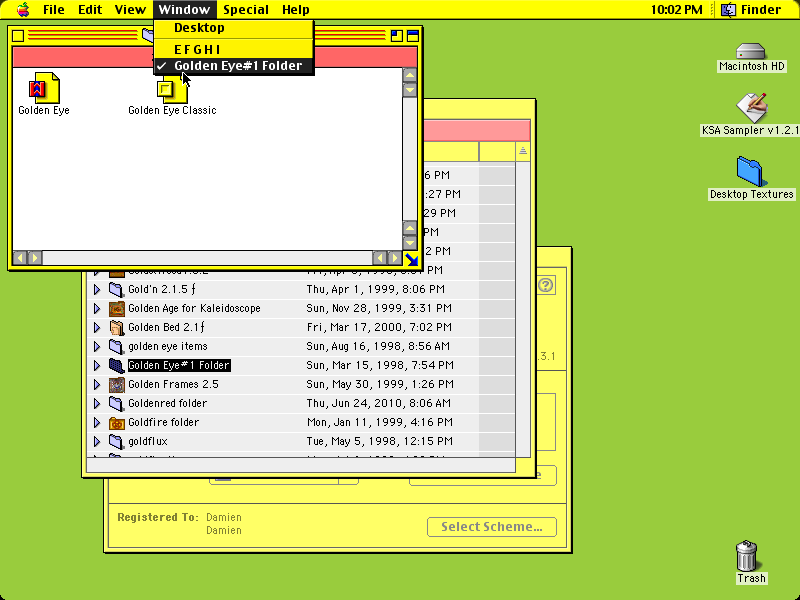 File Edit View Window Special Help 10:02 PM Finder
Desktop
E F G H I
✓ Golden Eye#1 Folder
Golden Eye
Golden Eye Classic
Macintosh HD
KSA Sampler v1.2.1
Desktop Textures
Trash
6 PM
:27 PM
29 PM
PM
2 PM
Gold'n 2.1.5 ƒ Thu, Apr 1, 1999, 8:06 PM
Golden Age for Kaleidoscope Sun, Nov 28, 1999, 3:31 PM
Golden Bed 2.1ƒ Fri, Mar 17, 2000, 7:02 PM
golden eye items Sun, Aug 16, 1998, 8:56 AM
Golden Eye#1 Folder Sun, Mar 15, 1998, 7:54 PM
Golden Frames 2.5 Sun, May 30, 1999, 1:26 PM
Goldenred folder Thu, Jun 24, 2010, 8:06 AM
Goldfire folder Mon, Jan 11, 1999, 4:16 PM
goldflux Tue, May 5, 1998, 12:15 PM
.3.1
Registered To: Damien
Damien
Select Scheme...